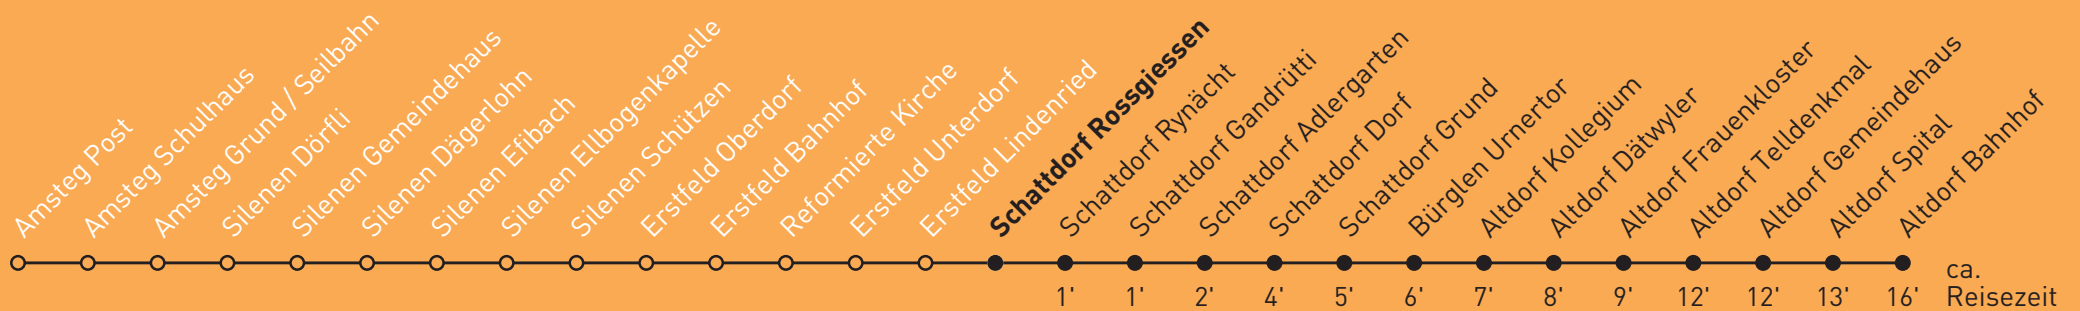 Amsteg Post
Amsteg Schulhaus
Amsteg Grund / Seilbahn
Silenen Dörfli
Silenen Gemeindehaus
Silenen Dägerlohn
Silenen Efibach
Silenen Ellbogenkapelle
Silenen Schützen
Erstfeld Oberdorf
Erstfeld Bahnhof
Reformierte Kirche
Erstfeld Unterdorf
Erstfeld Lindenried
Schattdorf Rossgiessen
Schattdorf Rynächt
Schattdorf Gandrütti
Schattdorf Adlergarten
Schattdorf Dorf
Schattdorf Grund
Bürglen Urnertor
Altdorf Kollegium
Altdorf Dätwyler
Altdorf Frauenkloster
Altdorf Telldenkmal
Altdorf Gemeindehaus
Altdorf Spital
Altdorf Bahnhof
1' 1' 2' 4' 5' 6' 7' 8' 9' 12' 12' 13' 16'
ca.
Reisezeit